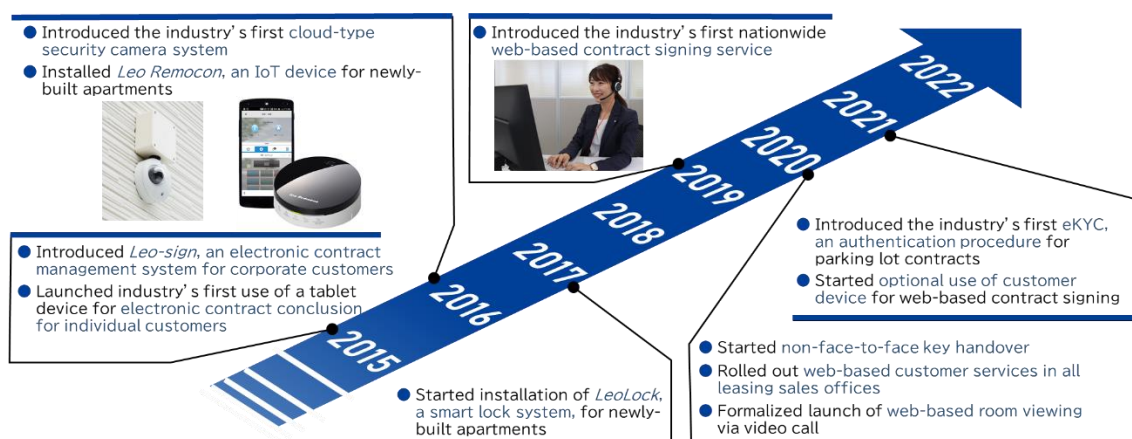 ● Introduced the industry's first cloud-type
security camera system
● Installed Leo Remocon, an IoT device for newly-
built apartments
● Introduced the industry's first nationwide
web-based contract signing service
● Introduced Leo-sign, an electronic contract
management system for corporate customers
● Launched industry's first use of a tablet
device for electronic contract conclusion
for individual customers
2015
2016
2017
2018
2019
2020
2021
2022
● Introduced the industry's first eKYC,
an authentication procedure for
parking lot contracts
● Started optional use of customer
device for web-based contract signing
● Started installation of LeoLock,
a smart lock system, for newly-
built apartments
● Started non-face-to-face key handover
● Rolled out web-based customer services in all
leasing sales offices
● Formalized launch of web-based room viewing
via video call